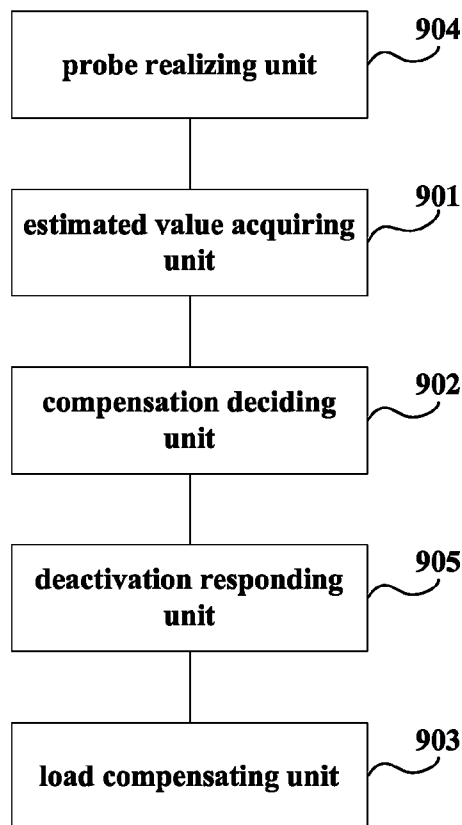 904
probe realizing unit
901
estimated value acquiring
unit
902
compensation deciding
unit
905
deactivation responding
unit
903
load compensating unit